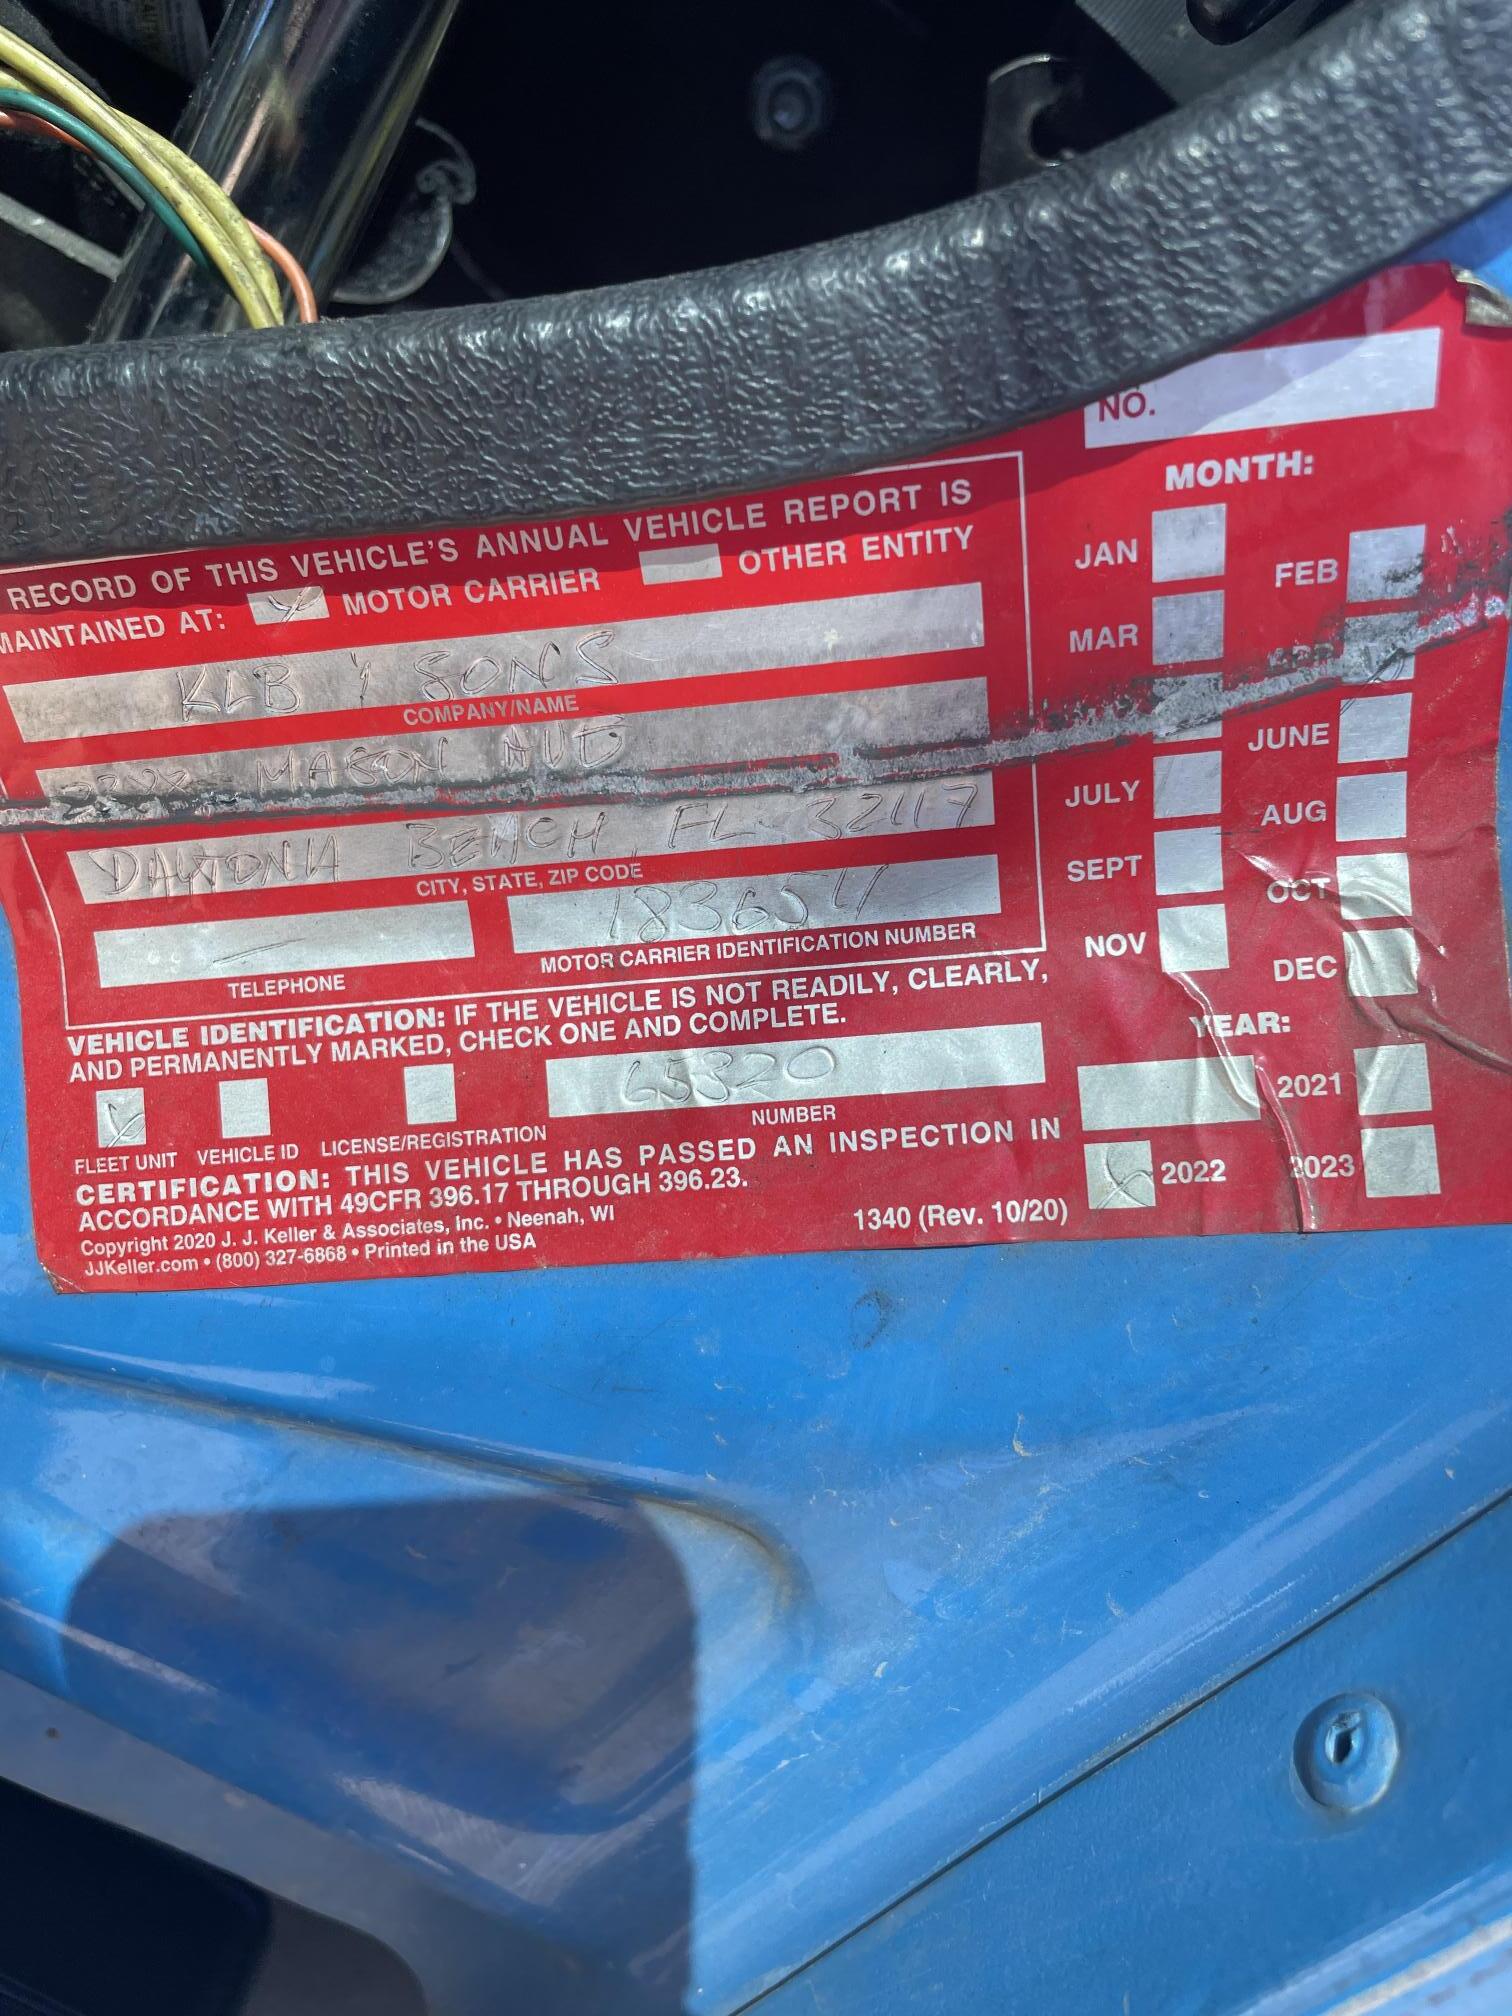 RECORD OF THIS VEHICLE'S ANNUAL VEHICLE REPORT IS
MAINTAINED AT: MOTOR CARRIER OTHER ENTITY
KLB & SONS
COMPANY/NAME
MASON AVE
DAYTONA BEACH, FL 32117
CITY, STATE, ZIP CODE
TELEPHONE
MOTOR CARRIER IDENTIFICATION NUMBER
VEHICLE IDENTIFICATION: IF THE VEHICLE IS NOT READILY, CLEARLY,
AND PERMANENTLY MARKED, CHECK ONE AND COMPLETE.
65320
FLEET UNIT VEHICLE ID LICENSE/REGISTRATION NUMBER
CERTIFICATION: THIS VEHICLE HAS PASSED AN INSPECTION IN
ACCORDANCE WITH 49CFR 396.17 THROUGH 396.23.
Copyright 2020 J. J. Keller & Associates, Inc. • Neenah, WI
JJKeller.com • (800) 327-6868 • Printed in the USA
1340 (Rev. 10/20)
NO.
MONTH:
JAN FEB
MAR APR
JUNE
JULY AUG
SEPT OCT
NOV DEC
YEAR:
2021
2022 2023